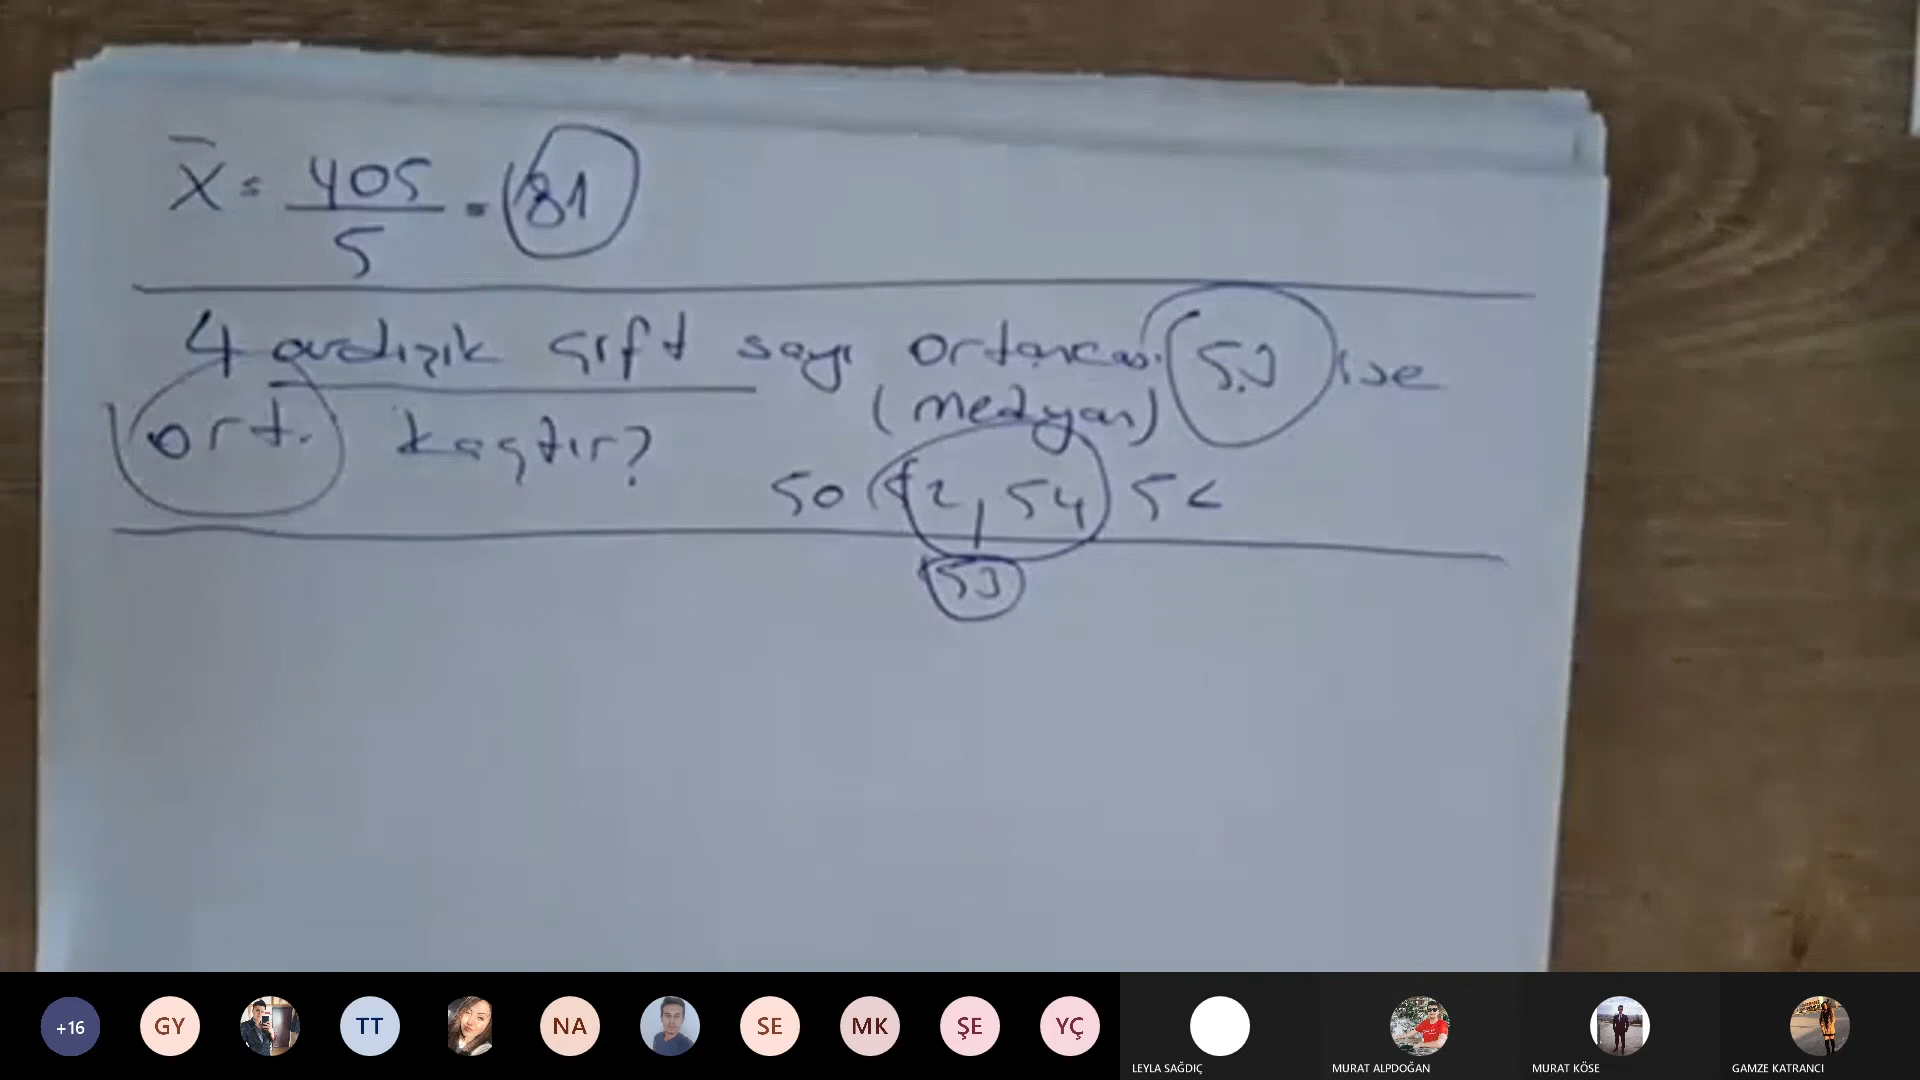 x̄ = 405 / 5 = 81
4 ardışık çift sayı ortancası 53 ise
(medyan)
ort. kaçtır?
50 52, 54 56
53
+16 GY TT NA SE MK ŞE YÇ
LEYLA SAĞDIÇ MURAT ALPDOĞAN MURAT KÖSE GAMZE KATRANCI